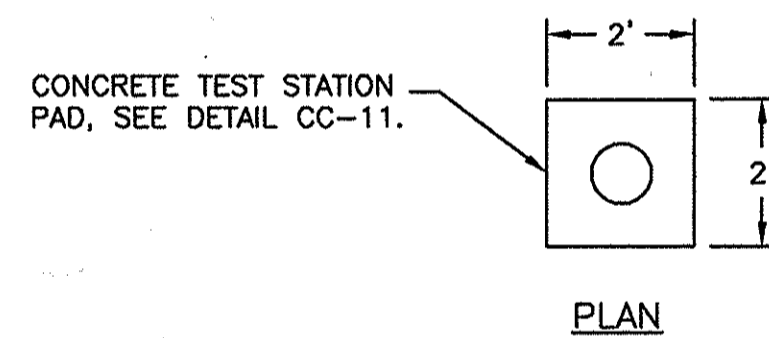 2'
CONCRETE TEST STATION
PAD, SEE DETAIL CC-11.
2
PLAN